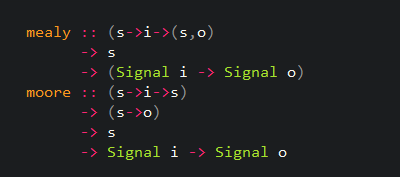 mealy :: (s->i->(s,o)
-> s
-> (Signal i -> Signal o)
moore :: (s->i->s)
-> (s->o)
-> s
-> Signal i -> Signal o